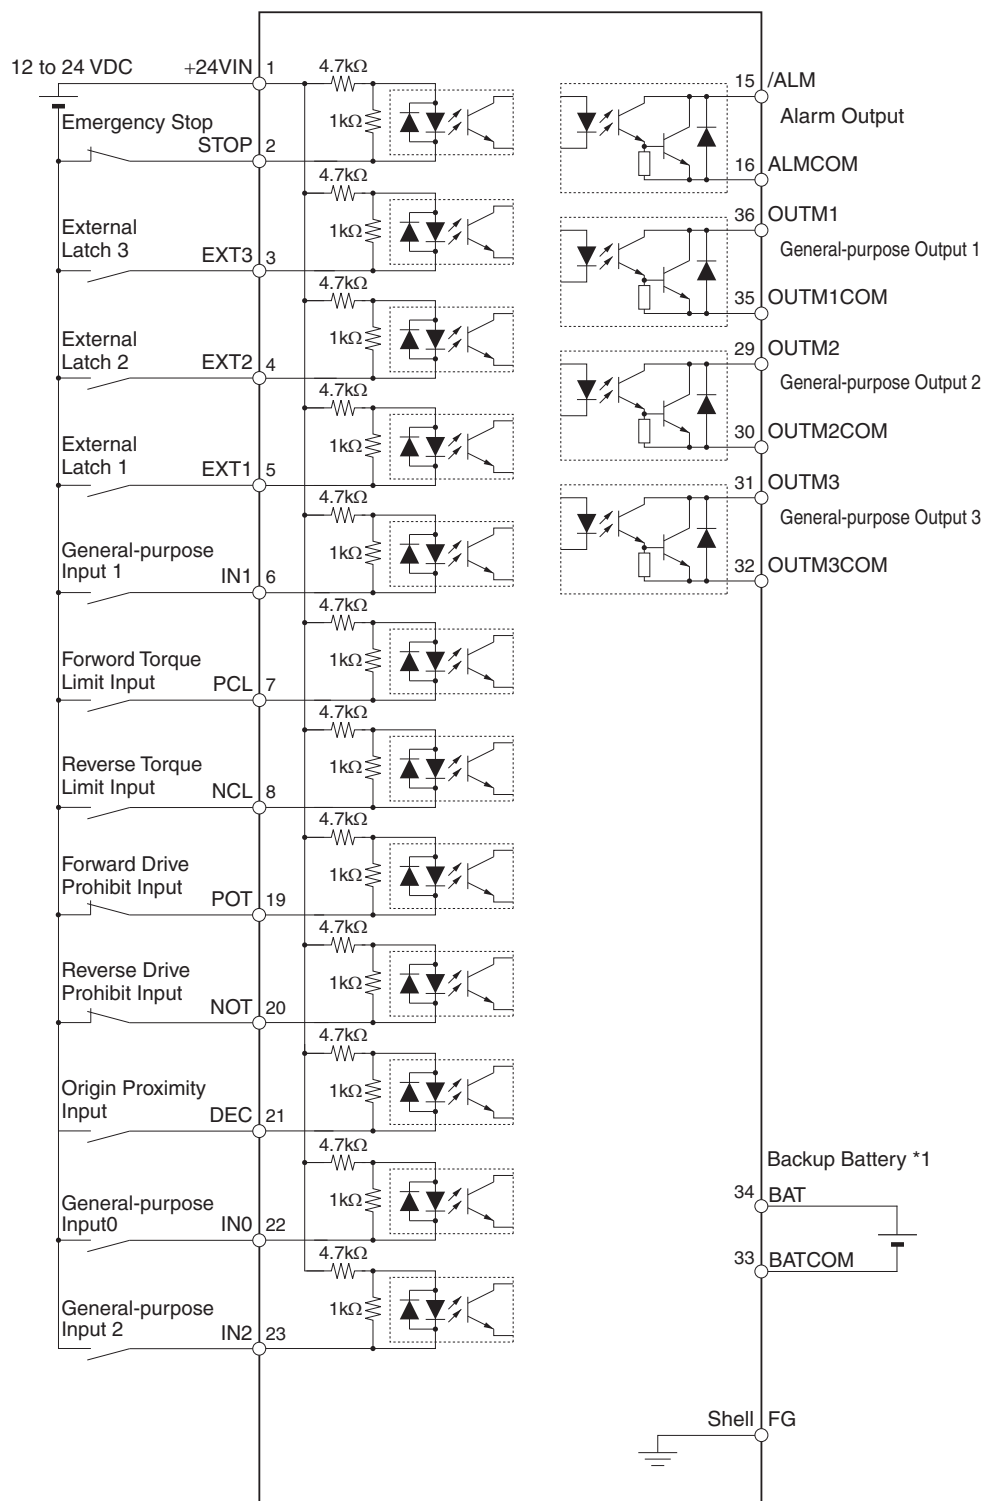 12 to 24 VDC
+24VIN 1
4.7kΩ
1kΩ
Emergency Stop
STOP 2
4.7kΩ
1kΩ
External
Latch 3
EXT3 3
4.7kΩ
1kΩ
External
Latch 2
EXT2 4
4.7kΩ
1kΩ
External
Latch 1
EXT1 5
4.7kΩ
1kΩ
General-purpose
Input 1
IN1 6
4.7kΩ
1kΩ
Forword Torque
Limit Input
PCL 7
4.7kΩ
1kΩ
Reverse Torque
Limit Input
NCL 8
4.7kΩ
1kΩ
Forward Drive
Prohibit Input
POT 19
4.7kΩ
1kΩ
Reverse Drive
Prohibit Input
NOT 20
4.7kΩ
1kΩ
Origin Proximity
Input
DEC 21
4.7kΩ
1kΩ
General-purpose
Input0
IN0 22
4.7kΩ
1kΩ
General-purpose
Input 2
IN2 23
15 /ALM
Alarm Output
16 ALMCOM
36 OUTM1
General-purpose Output 1
35 OUTM1COM
29 OUTM2
General-purpose Output 2
30 OUTM2COM
31 OUTM3
General-purpose Output 3
32 OUTM3COM
Backup Battery *1
34 BAT
33 BATCOM
Shell FG